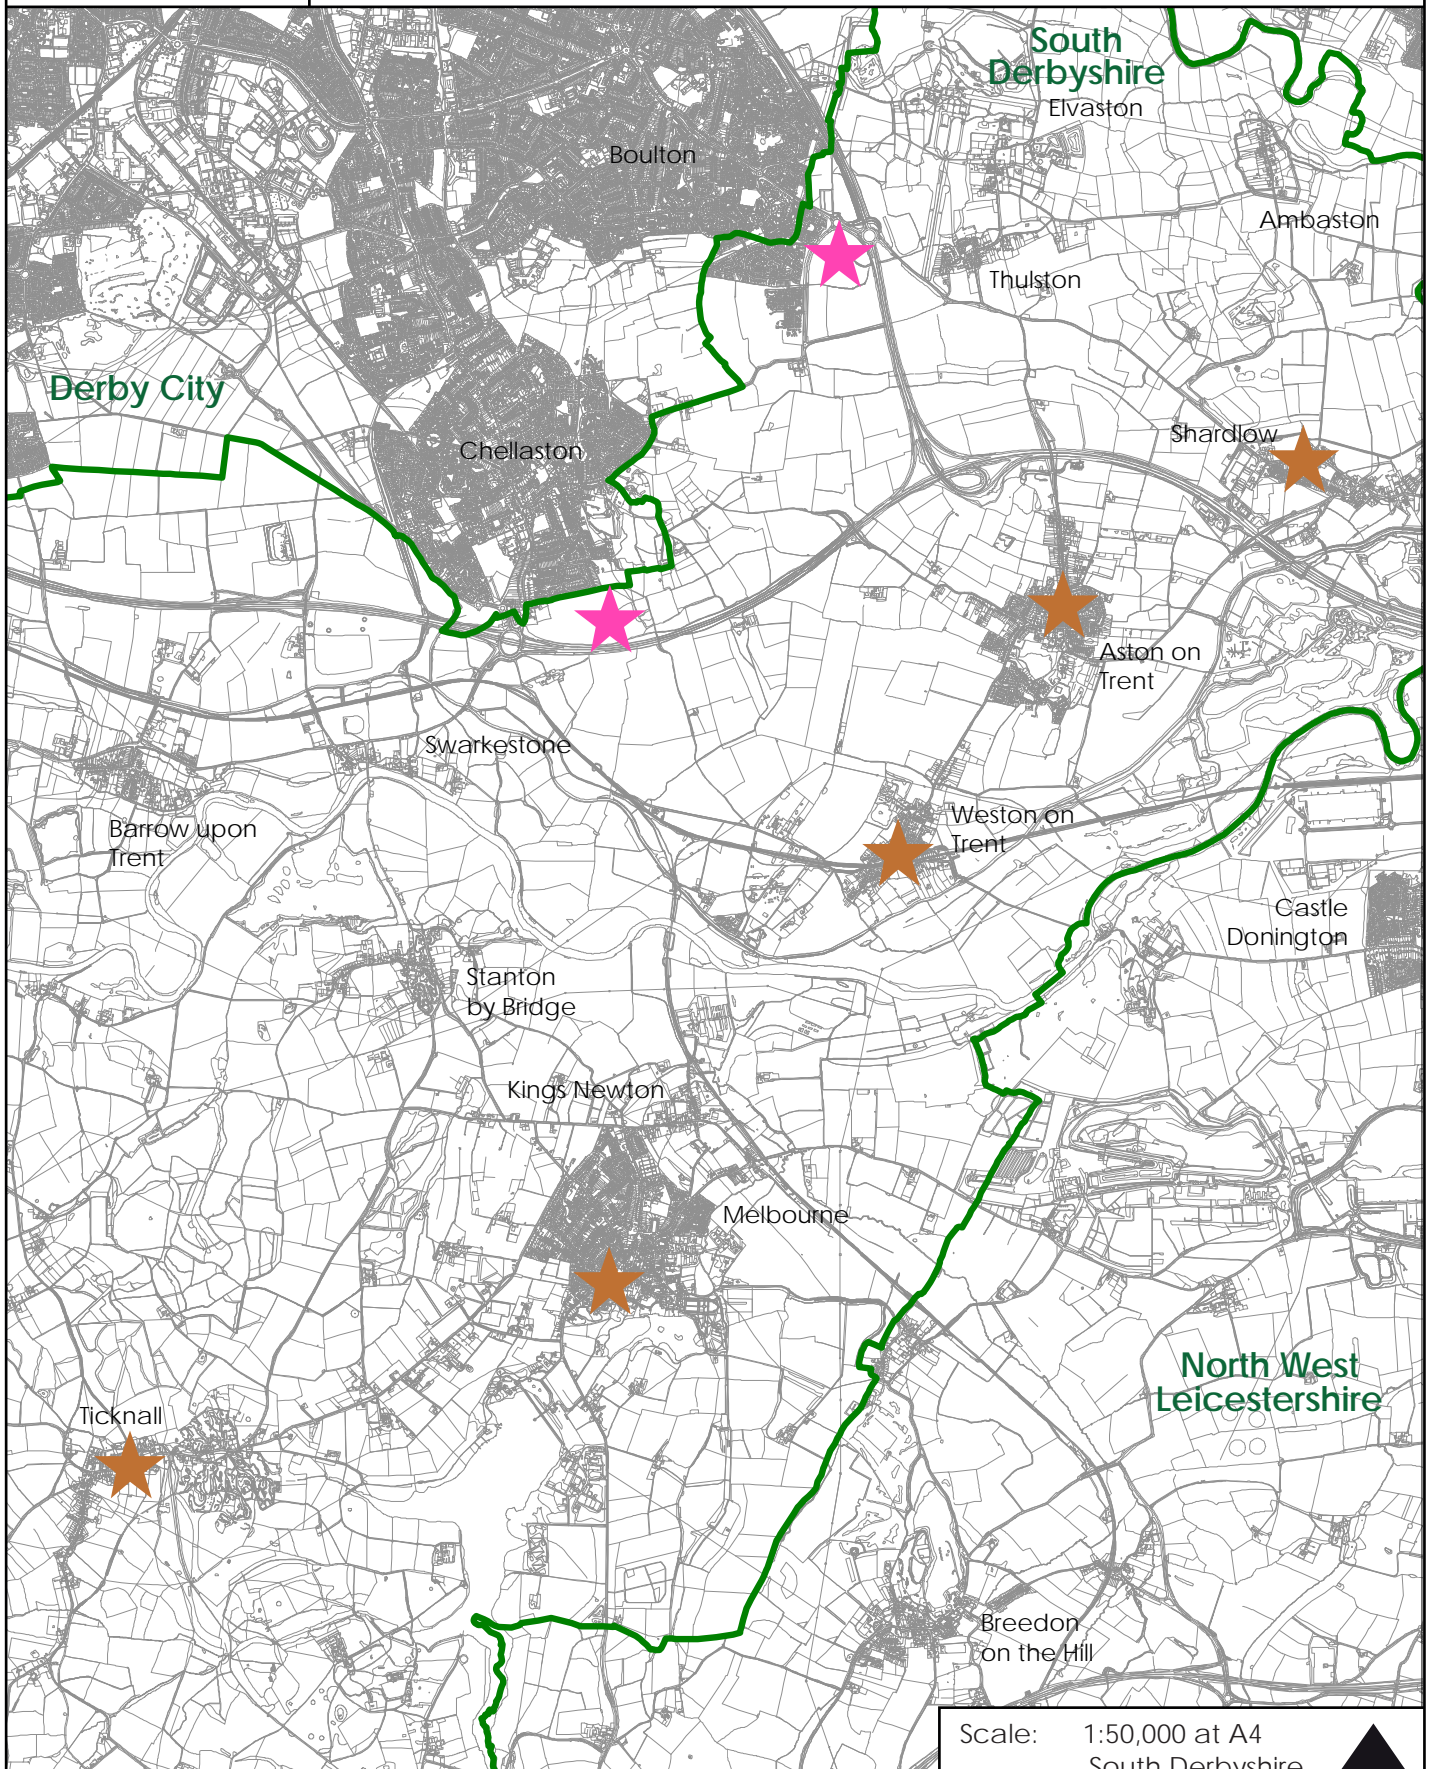 South
Derbyshire
Elvaston
Boulton
Ambaston
Thulston
Derby City
Shardlow
Chellaston
Aston on
Trent
Swarkestone
Weston on
Trent
Barrow upon
Trent
Castle
Donington
Stanton
by Bridge
Kings Newton
Melbourne
North West
Leicestershire
Ticknall
Breedon
on the Hill
Scale: 1:50,000 at A4
South Derbyshire